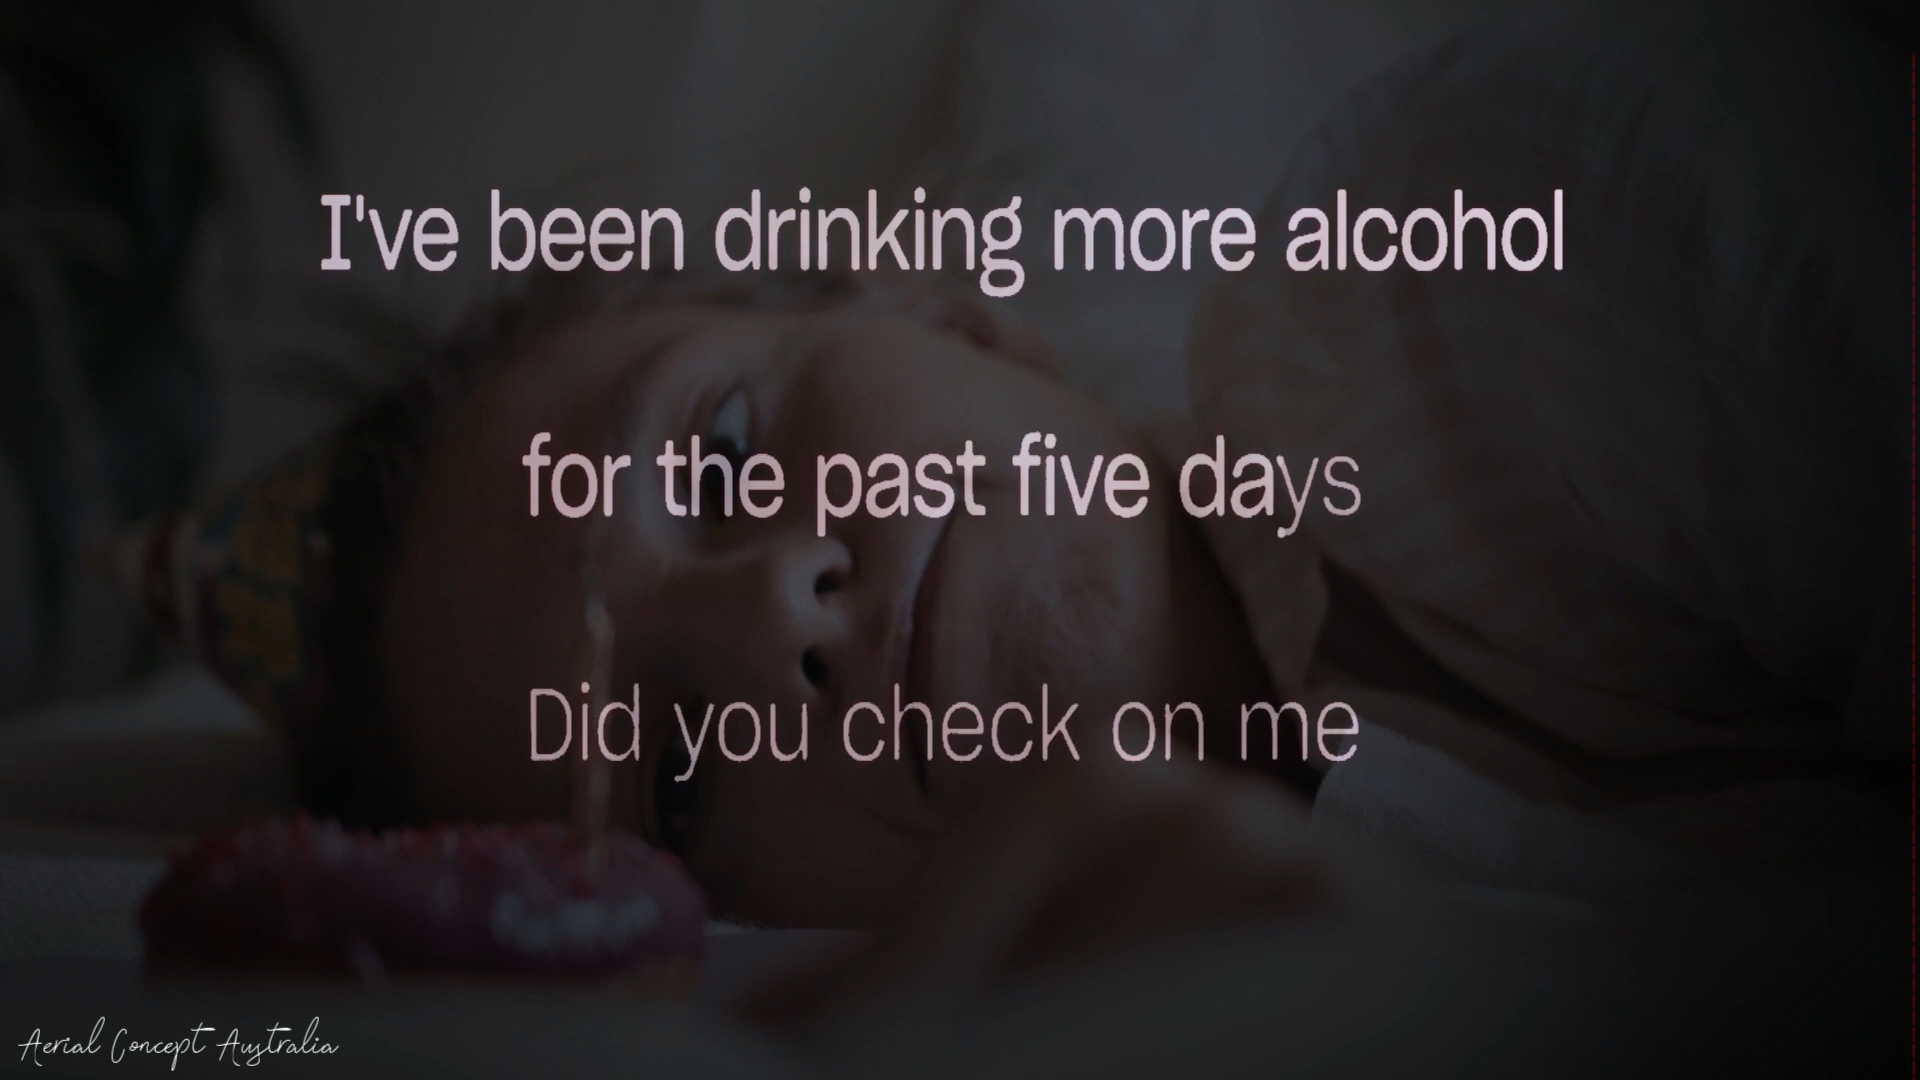 I've been drinking more alcohol
for the past five days
Did you check on me
Aerial Concept Australia